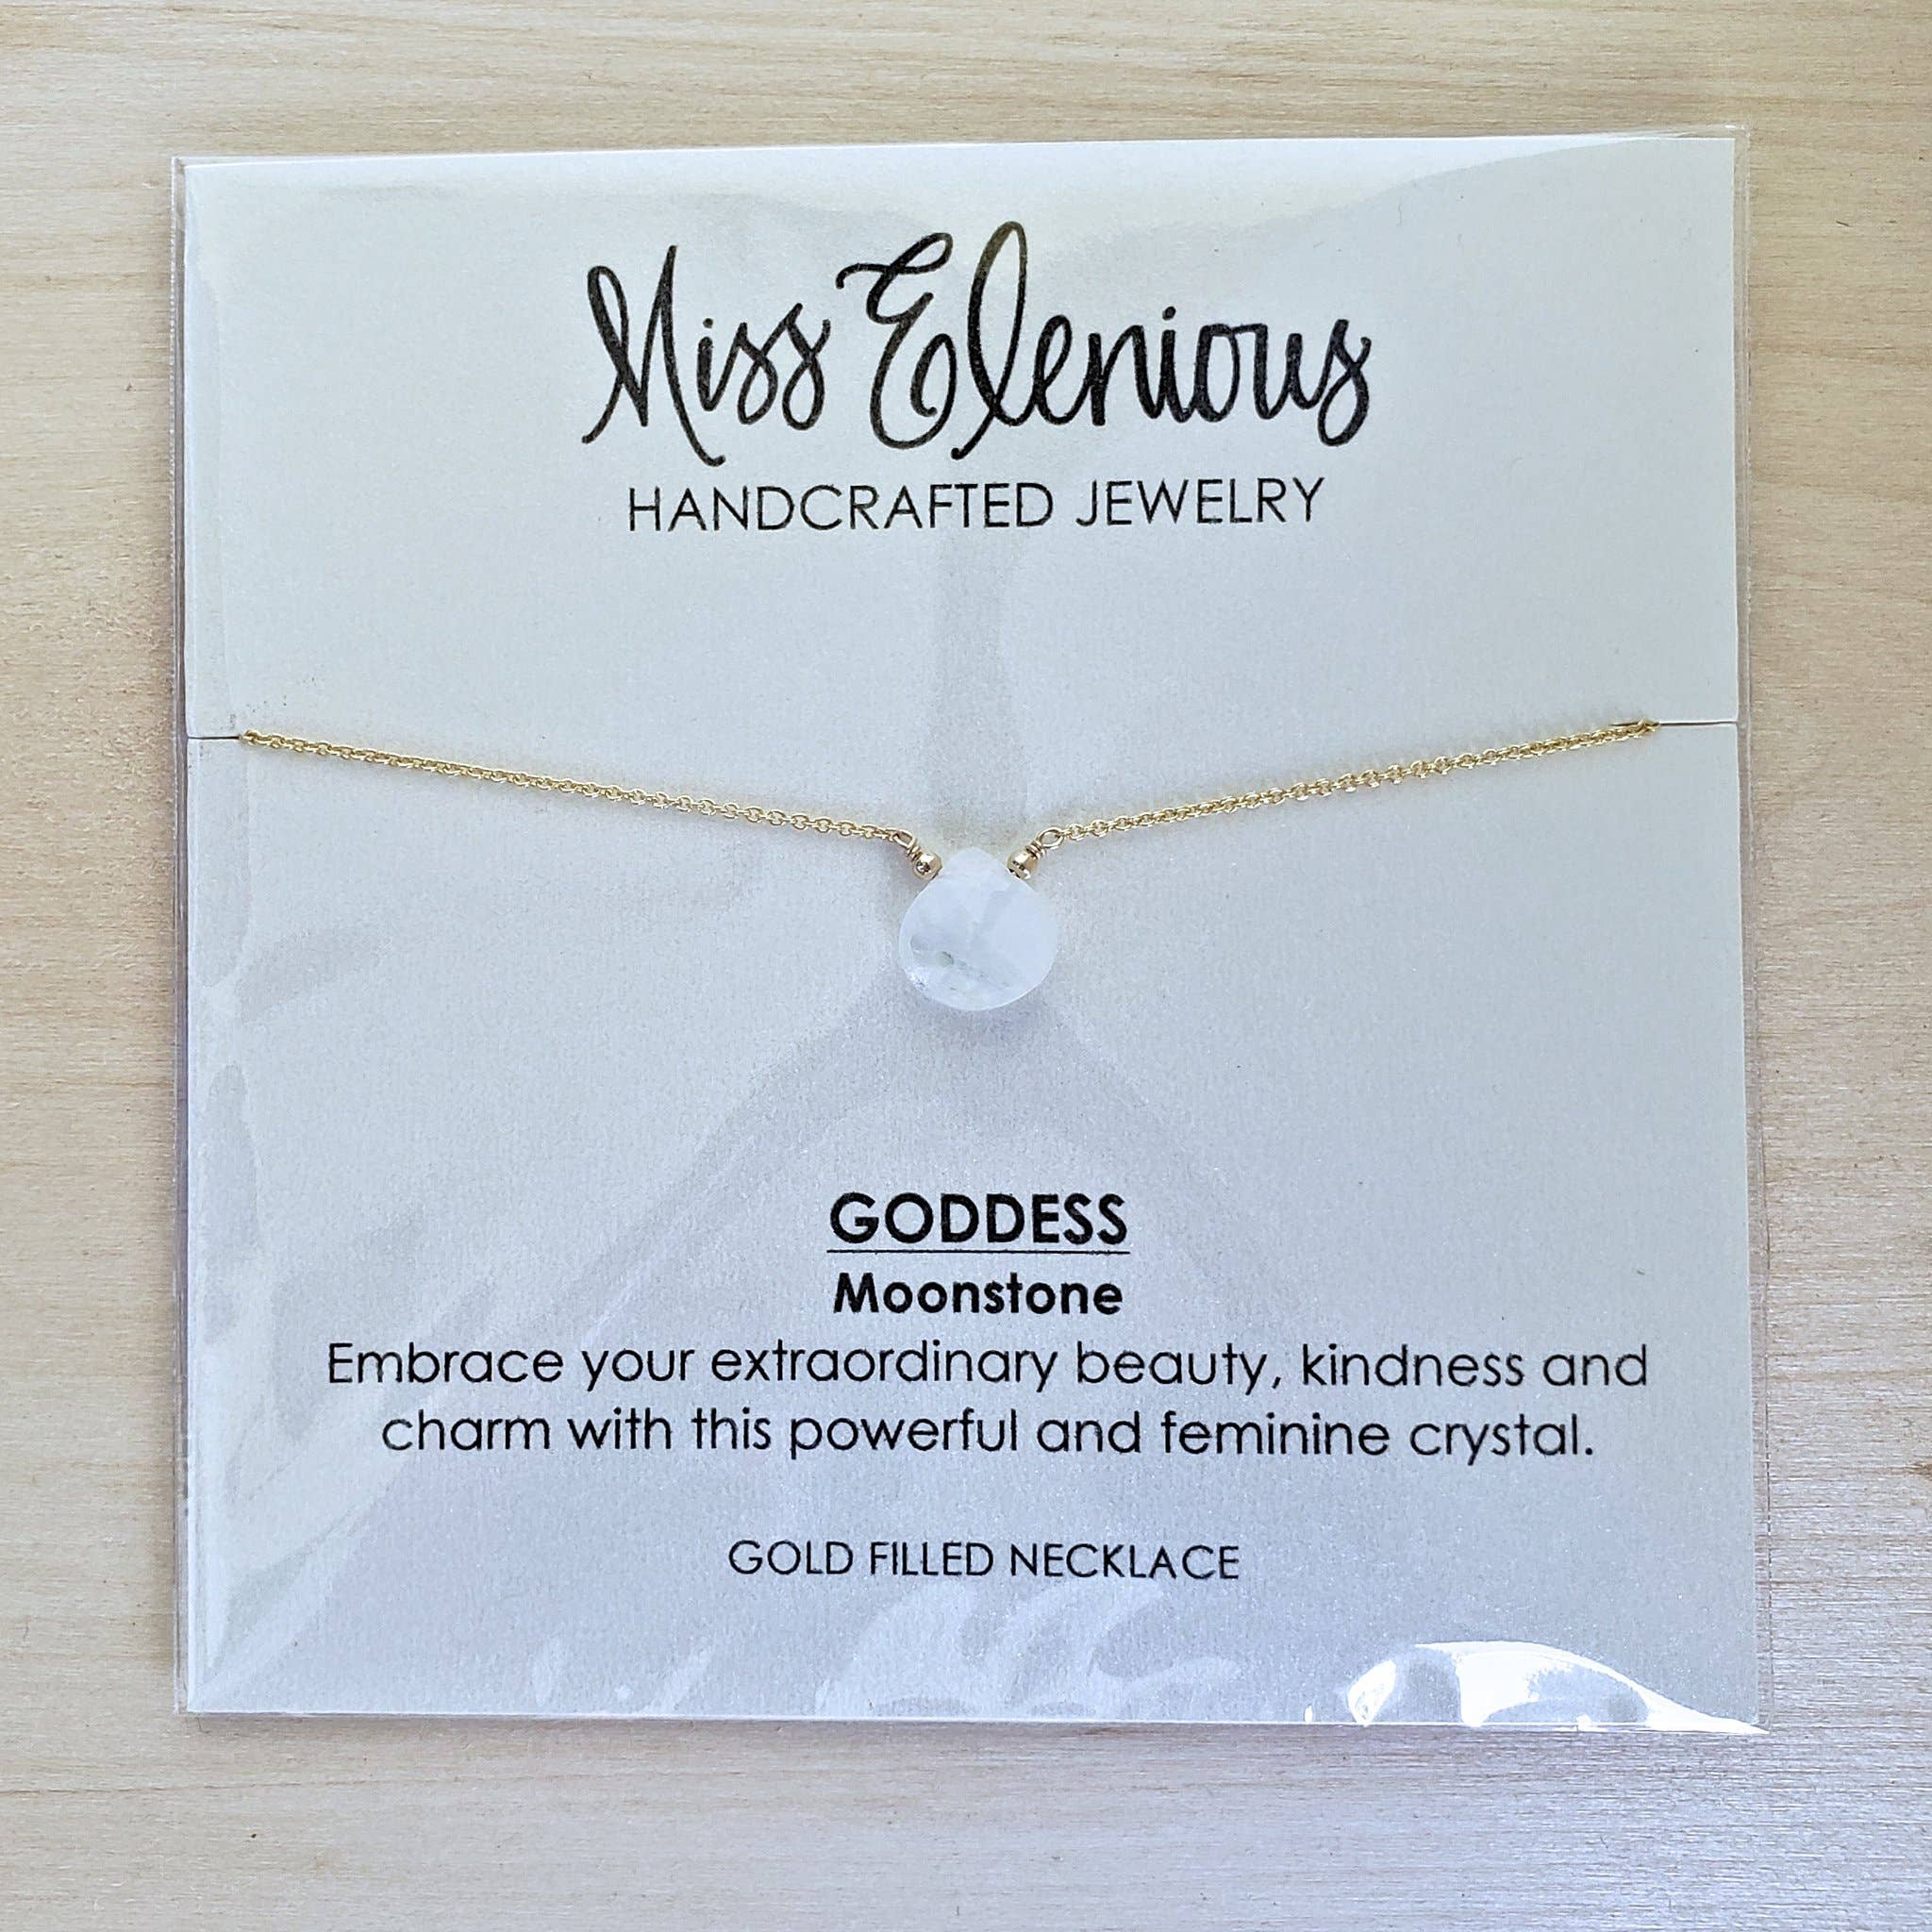 Miss Elenious
HANDCRAFTED JEWELRY
GODDESS
Moonstone
Embrace your extraordinary beauty, kindness and
charm with this powerful and feminine crystal.
GOLD FILLED NECKLACE